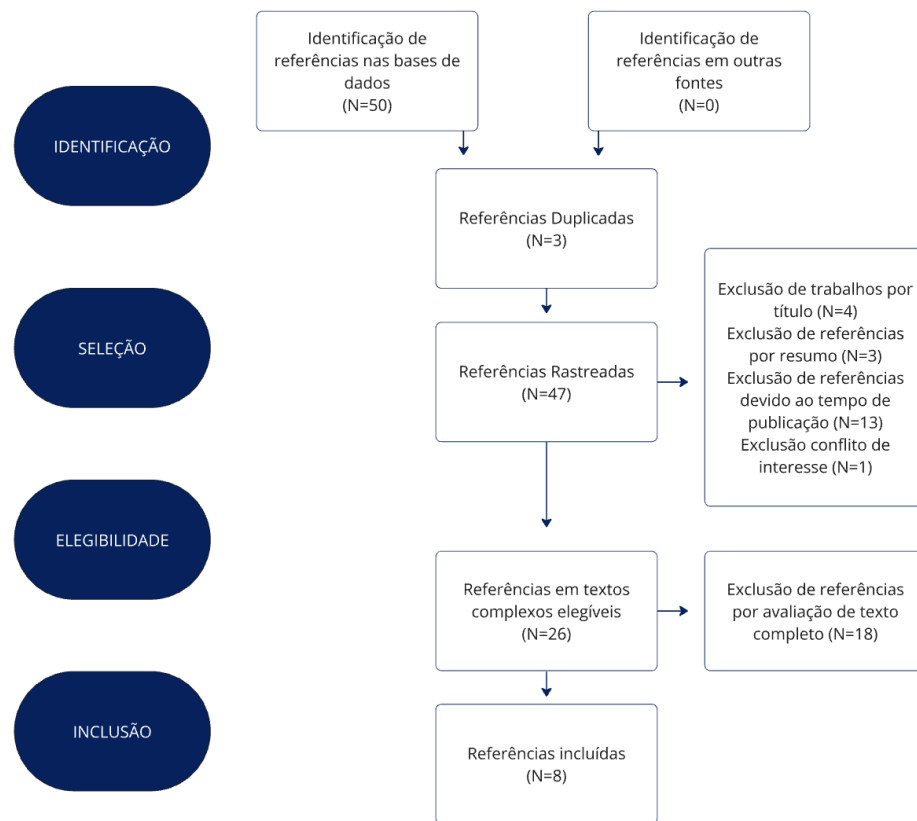 Identificação de
referências nas bases de
dados
(N=50)
Identificação de
referências em outras
fontes
(N=0)
IDENTIFICAÇÃO
Referências Duplicadas
(N=3)
SELEÇÃO
Referências Rastreadas
(N=47)
Exclusão de trabalhos por
título (N=4)
Exclusão de referências
por resumo (N=3)
Exclusão de referências
devido ao tempo de
publicação (N=13)
Exclusão conflito de
interesse (N=1)
ELEGIBILIDADE
Referências em textos
complexos elegíveis
(N=26)
Exclusão de referências
por avaliação de texto
completo (N=18)
INCLUSÃO
Referências incluídas
(N=8)